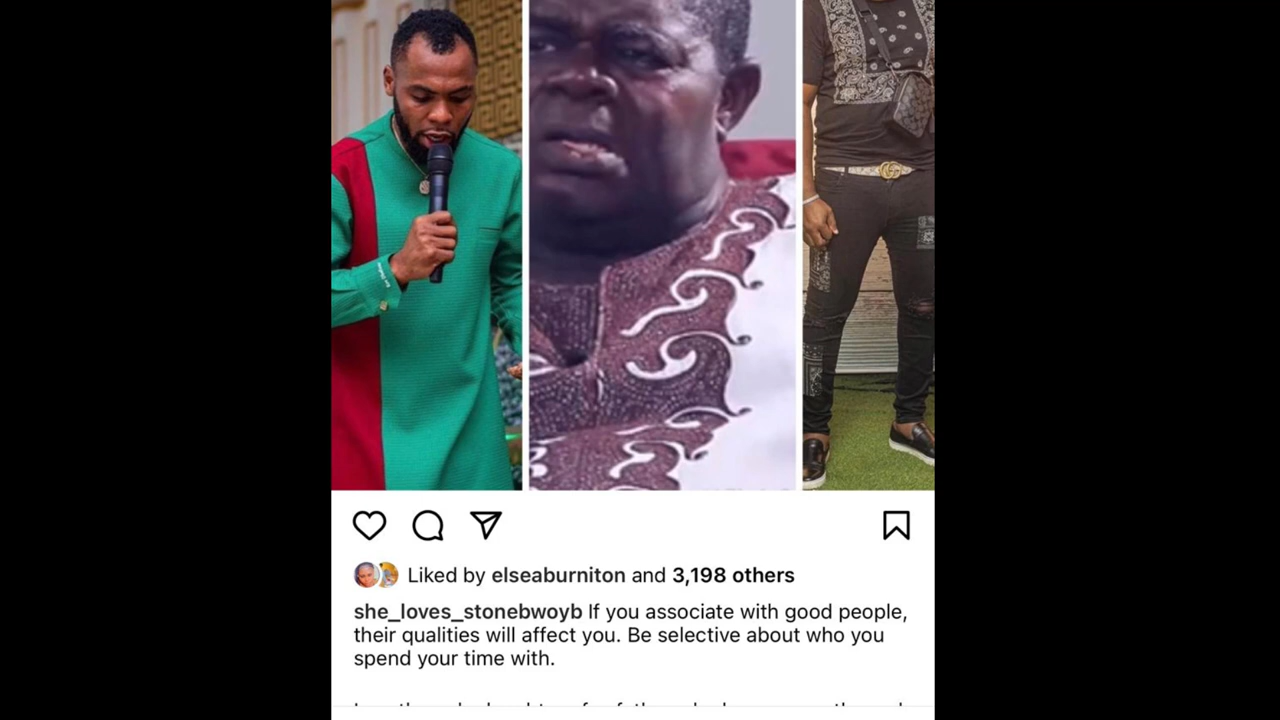 Liked by elseaburniton and 3,198 others
she_loves_stonebwoyb If you associate with good people,
their qualities will affect you. Be selective about who you
spend your time with.